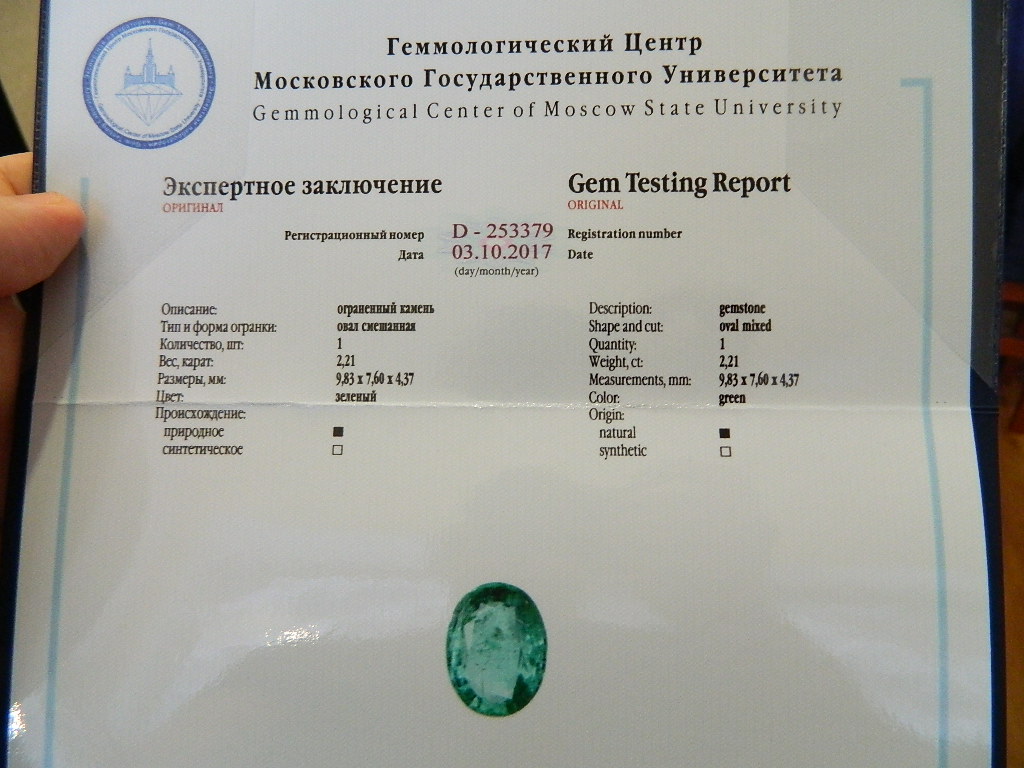 Геммологический Центр
Московского Государственного Университета
Gemmological Center of Moscow State University
Экспертное заключение Gem Testing Report
ОРИГИНАЛ ORIGINAL
Регистрационный номер D - 253379 Registration number
Дата 03.10.2017 Date
(day/month/year)
Описание: ограненный камень Description: gemstone
Тип и форма огранки: овал смешанная Shape and cut: oval mixed
Количество, шт: 1 Quantity: 1
Вес, карат: 2,21 Weight, ct: 2,21
Размеры, мм: 9,83 x 7,60 x 4,37 Measurements, mm: 9,83 x 7,60 x 4,37
Цвет: зеленый Color: green
Происхождение: Origin:
природное ■ natural ■
синтетическое □ synthetic □